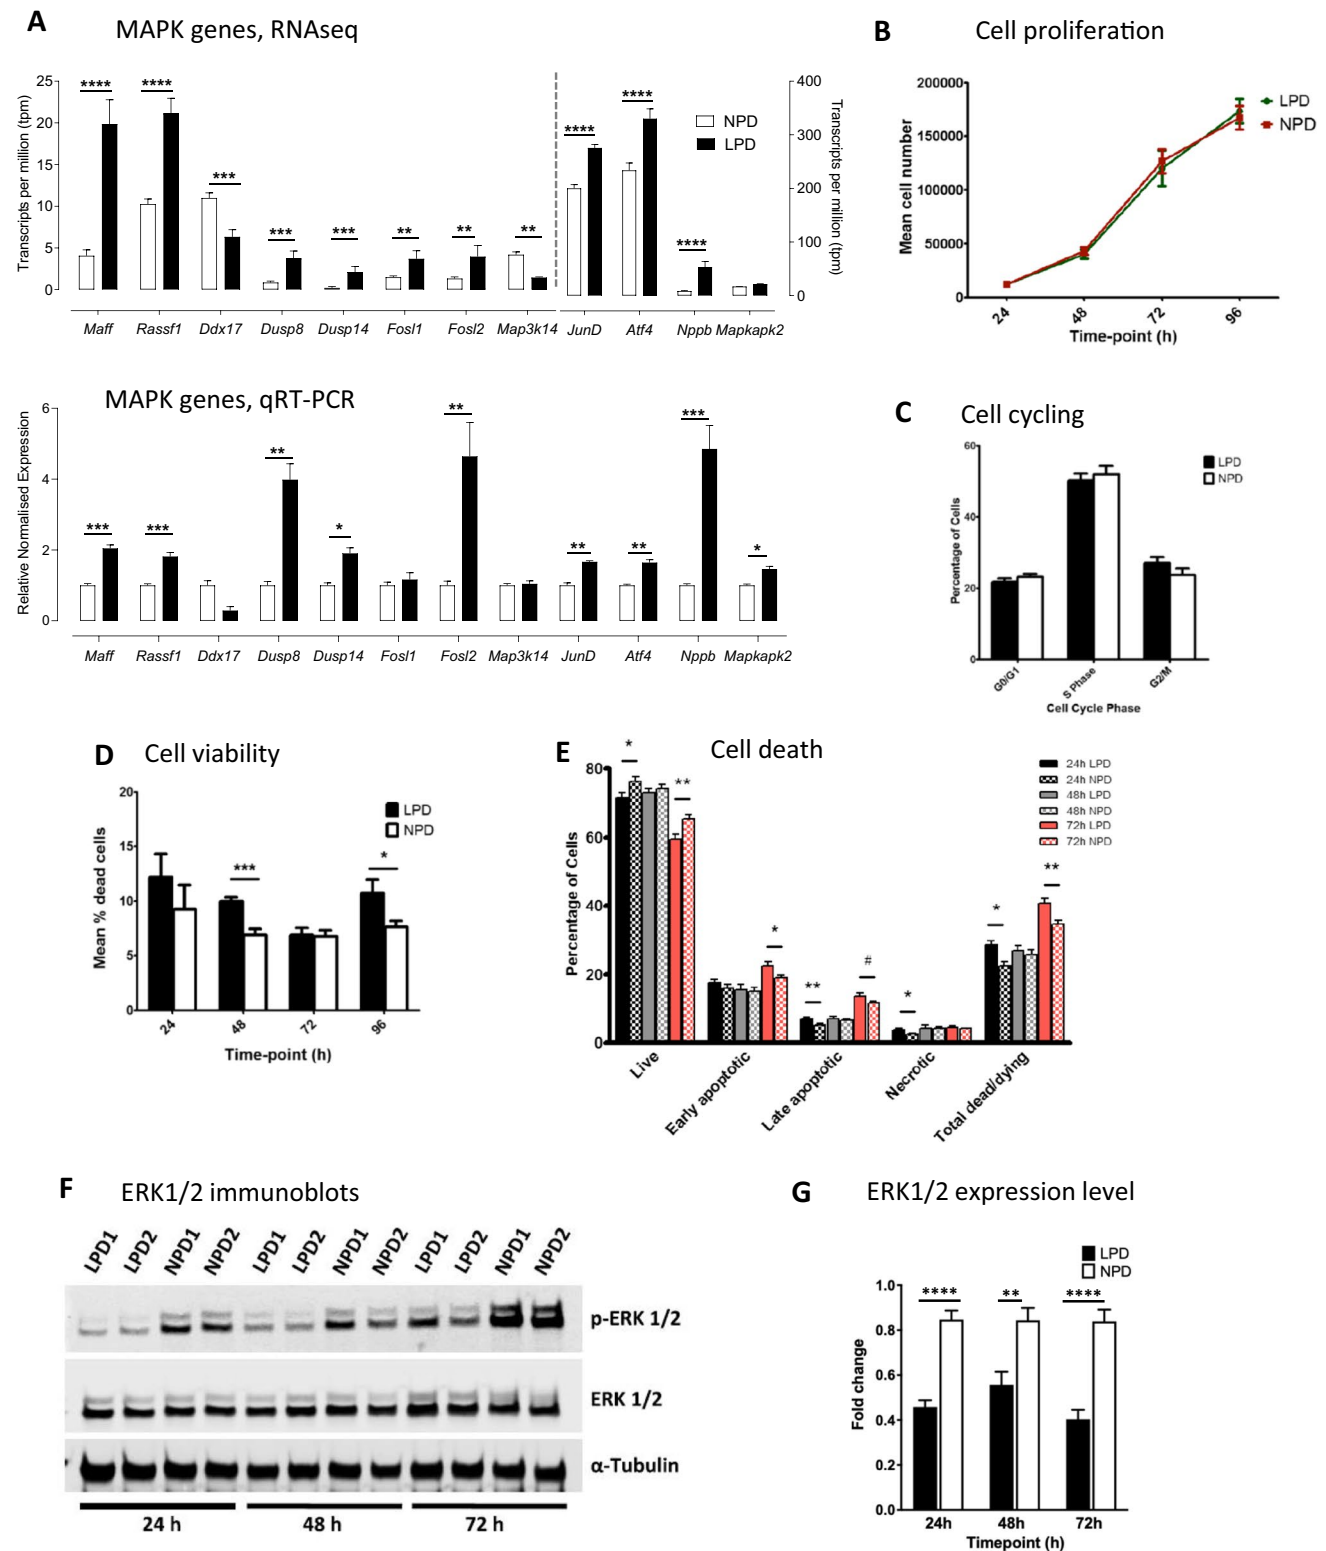 A MAPK genes, RNAseq
Transcripts per million (tpm)
25
20
15
10
5
0
**** **** *** *** *** ** ** **
Maff Rassf1 Ddx17 Dusp8 Dusp14 Fosl1 Fosl2 Map3k14
**** **** ****
JunD Atf4 Nppb Mapkapk2
NPD
LPD
400
300
200
100
0
Transcripts per million (tpm)
MAPK genes, qRT-PCR
Relative Normalised Expression
6
4
2
0
*** *** ** * ** ** ** *** *
Maff Rassf1 Ddx17 Dusp8 Dusp14 Fosl1 Fosl2 Map3k14 JunD Atf4 Nppb Mapkapk2
B Cell proliferation
Mean cell number
200000
150000
100000
50000
0
LPD
NPD
24 48 72 96
Time-point (h)
C Cell cycling
Percentage of Cells
60
40
20
0
LPD
NPD
G0/G1 S Phase G2/M
Cell Cycle Phase
D Cell viability
Mean % dead cells
20
15
10
5
0
LPD
NPD
*** *
24 48 72 96
Time-point (h)
E Cell death
Percentage of Cells
80
60
40
20
0
24h LPD
24h NPD
48h LPD
48h NPD
72h LPD
72h NPD
* ** * ** # * * **
Live Early apoptotic Late apoptotic Necrotic Total dead/dying
F ERK1/2 immunoblots
LPD1 LPD2 NPD1 NPD2 LPD1 LPD2 NPD1 NPD2 LPD1 LPD2 NPD1 NPD2
p-ERK 1/2
ERK 1/2
α-Tubulin
24 h 48 h 72 h
G ERK1/2 expression level
LPD
NPD
Fold change
1.0
0.8
0.6
0.4
0.2
0.0
**** ** ****
24h 48h 72h
Timepoint (h)